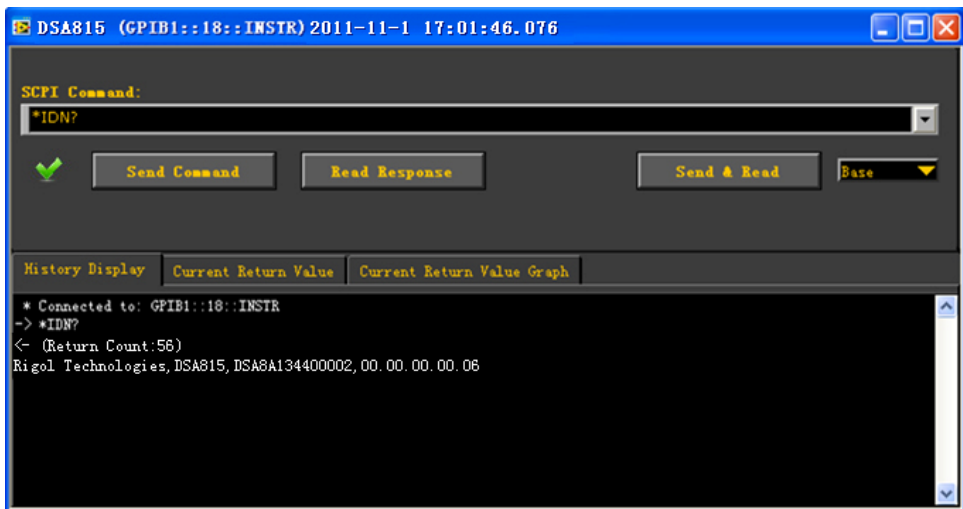 DSA815 (GPIB1::18::INSTR) 2011-11-1 17:01:46.076
SCPI Command:
*IDN?
Send Command Read Response Send & Read Base
History Display Current Return Value Current Return Value Graph
* Connected to: GPIB1::18::INSTR
-> *IDN?
<- (Return Count:56)
Rigol Technologies,DSA815,DSA8A134400002,00.00.00.00.06